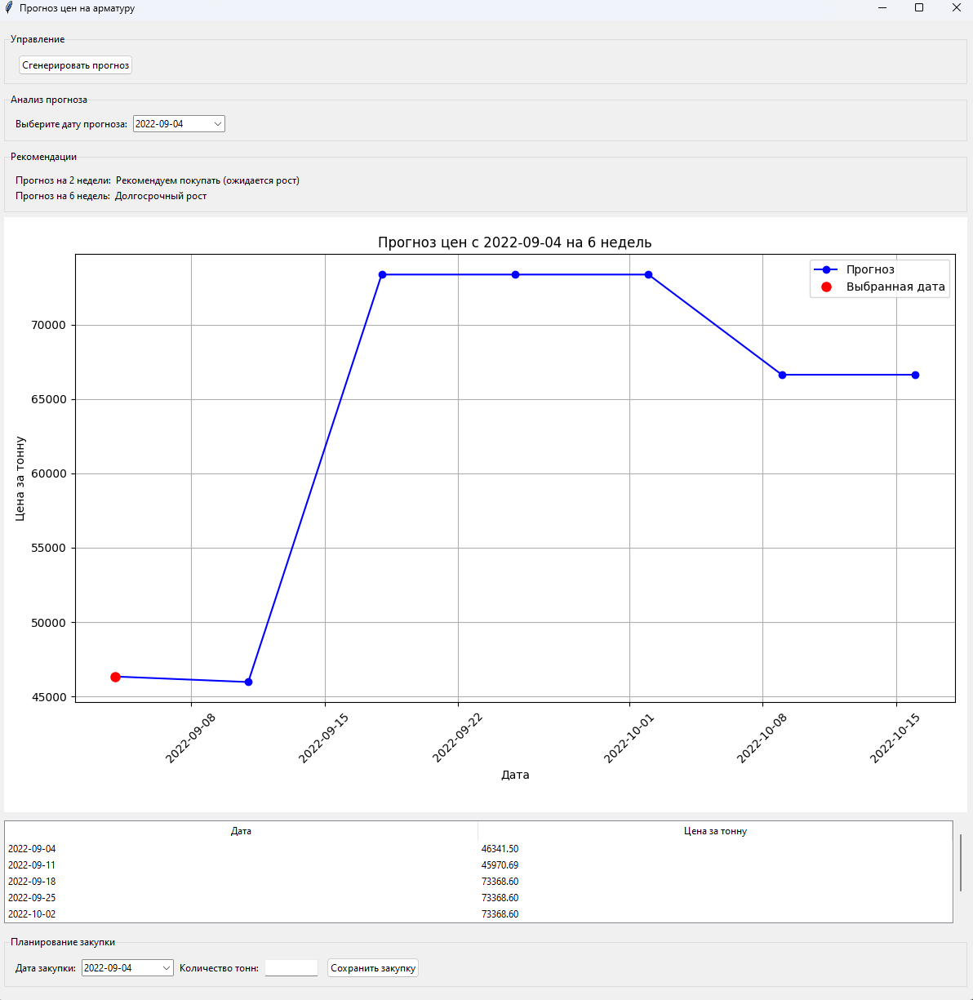 Прогноз цен на арматуру
Управление
Сгенерировать прогноз
Анализ прогноза
Выберите дату прогноза: 2022-09-04
Рекомендации
Прогноз на 2 недели: Рекомендуем покупать (ожидается рост)
Прогноз на 6 недель: Долгосрочный рост
Прогноз цен с 2022-09-04 на 6 недель
Прогноз
Выбранная дата
70000
65000
60000
55000
50000
45000
Цена за тонну
2022-09-08 2022-09-15 2022-09-22 2022-10-01 2022-10-08 2022-10-15
Дата
Дата Цена за тонну
2022-09-04 46341.50
2022-09-11 45970.69
2022-09-18 73368.60
2022-09-25 73368.60
2022-10-02 73368.60
Планирование закупки
Дата закупки: 2022-09-04 Количество тонн: Сохранить закупку